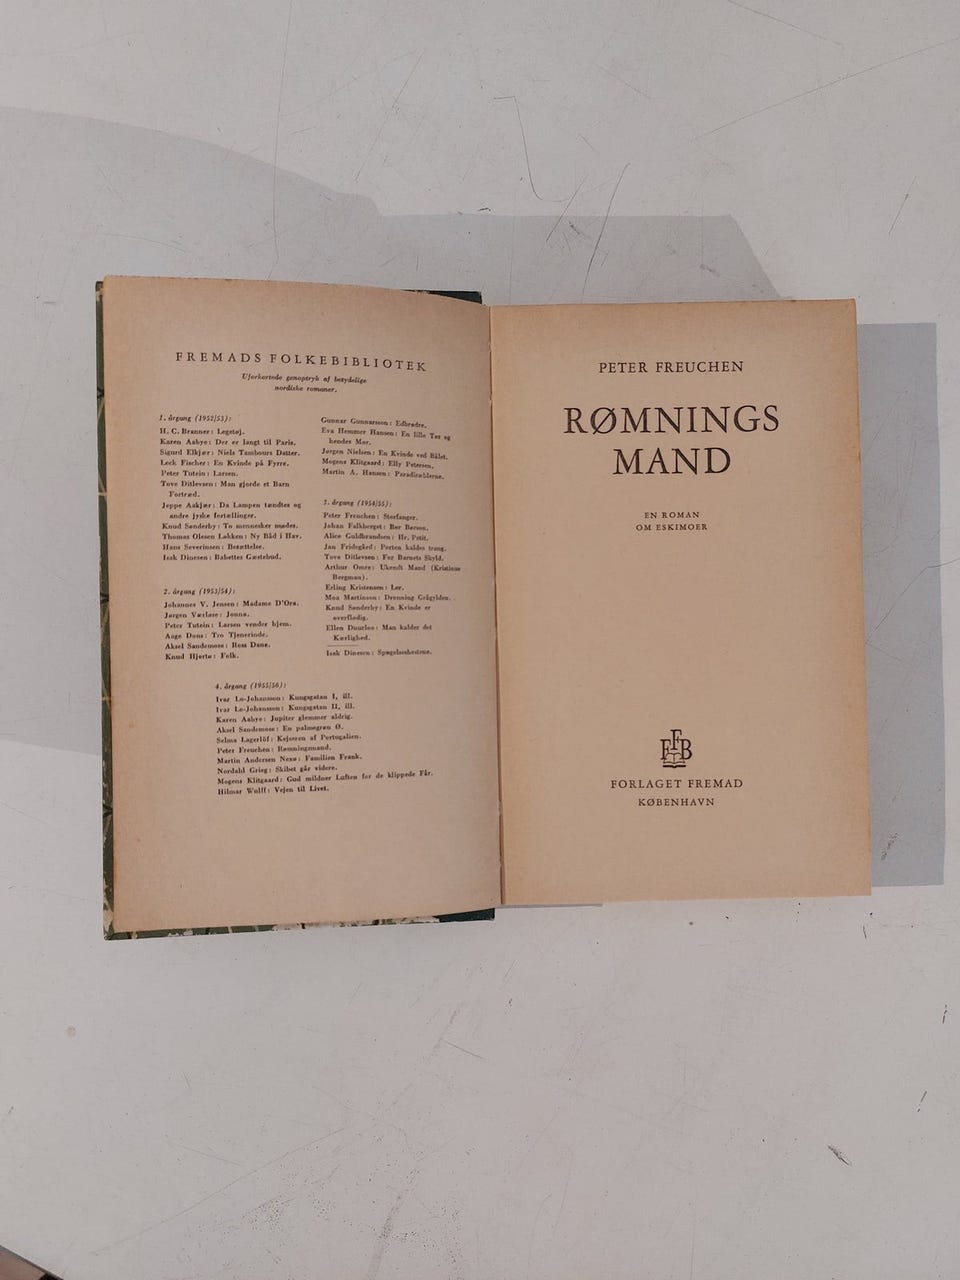 FREMADS FOLKEBIBLIOTEK
Uforkortede genoptryk af betydelige
nordiske romaner.
1. årgang (1952/53):
H. C. Branner: Legetøj.
Karen Aabye: Der er langt til Paris.
Sigurd Elkjær: Niels Tambours Datter.
Leck Fischer: En Kvinde på Fyrre.
Peter Tutein: Larsen.
Tove Ditlevsen: Man gjorde et Barn
Fortræd.
Jeppe Aakjær: Da Lampen tændtes og
andre jyske fortællinger.
Knud Sønderby: To mennesker mødes.
Thomas Olesen Løkken: Ny Båd i Hav.
Hans Severinsen: Besættelse.
Isak Dinesen: Babettes Gæstebud.
2. årgang (1953/54):
Johannes V. Jensen: Madame D'Ora.
Jørgen Værløse: Jonna.
Peter Tutein: Larsen vender hjem.
Aage Dons: Tro Tjenerinde.
Aksel Sandemose: Ross Dane.
Knud Hjortø: Folk.
Gunnar Gunnarsson: Edbrødre.
Eva Hemmer Hansen: En lille Tøs og
hendes Mor.
Jørgen Nielsen: En Kvinde ved Bålet.
Mogens Klitgaard: Elly Petersen.
Martin A. Hansen: Paradisæblerne.
3. årgang (1954/55):
Peter Freuchen: Storfanger.
Johan Falkberget: Bør Børson.
Alice Guldbrandsen: Hr. Petit.
Jan Fridegård: Porten kaldes trang.
Tove Ditlevsen: For Barnets Skyld.
Arthur Omre: Ukendt Mand (Kristinus
Bergman).
Erling Kristensen: Ler.
Moa Martinson: Dronning Grågylden.
Knud Sønderby: En Kvinde er
overflødig.
Ellen Duurloo: Man kalder det
Kærlighed.
Isak Dinesen: Spøgelseshestene.
4. årgang (1955/56):
Ivar Lo-Johansson: Kungsgatan I, ill.
Ivar Lo-Johansson: Kungsgatan II, ill.
Karen Aabye: Jupiter glemmer aldrig.
Aksel Sandemose: En palmegrøn Ø.
Selma Lagerlöf: Kejseren af Portugalien.
Peter Freuchen: Rømningsmand.
Martin Andersen Nexø: Familien Frank.
Nordahl Grieg: Skibet går videre.
Mogens Klitgaard: Gud mildner Luften for de klippede Får.
Hilmar Wulff: Vejen til Livet.
PETER FREUCHEN
RØMNINGS
MAND
EN ROMAN
OM ESKIMOER
FFB
FORLAGET FREMAD
KØBENHAVN